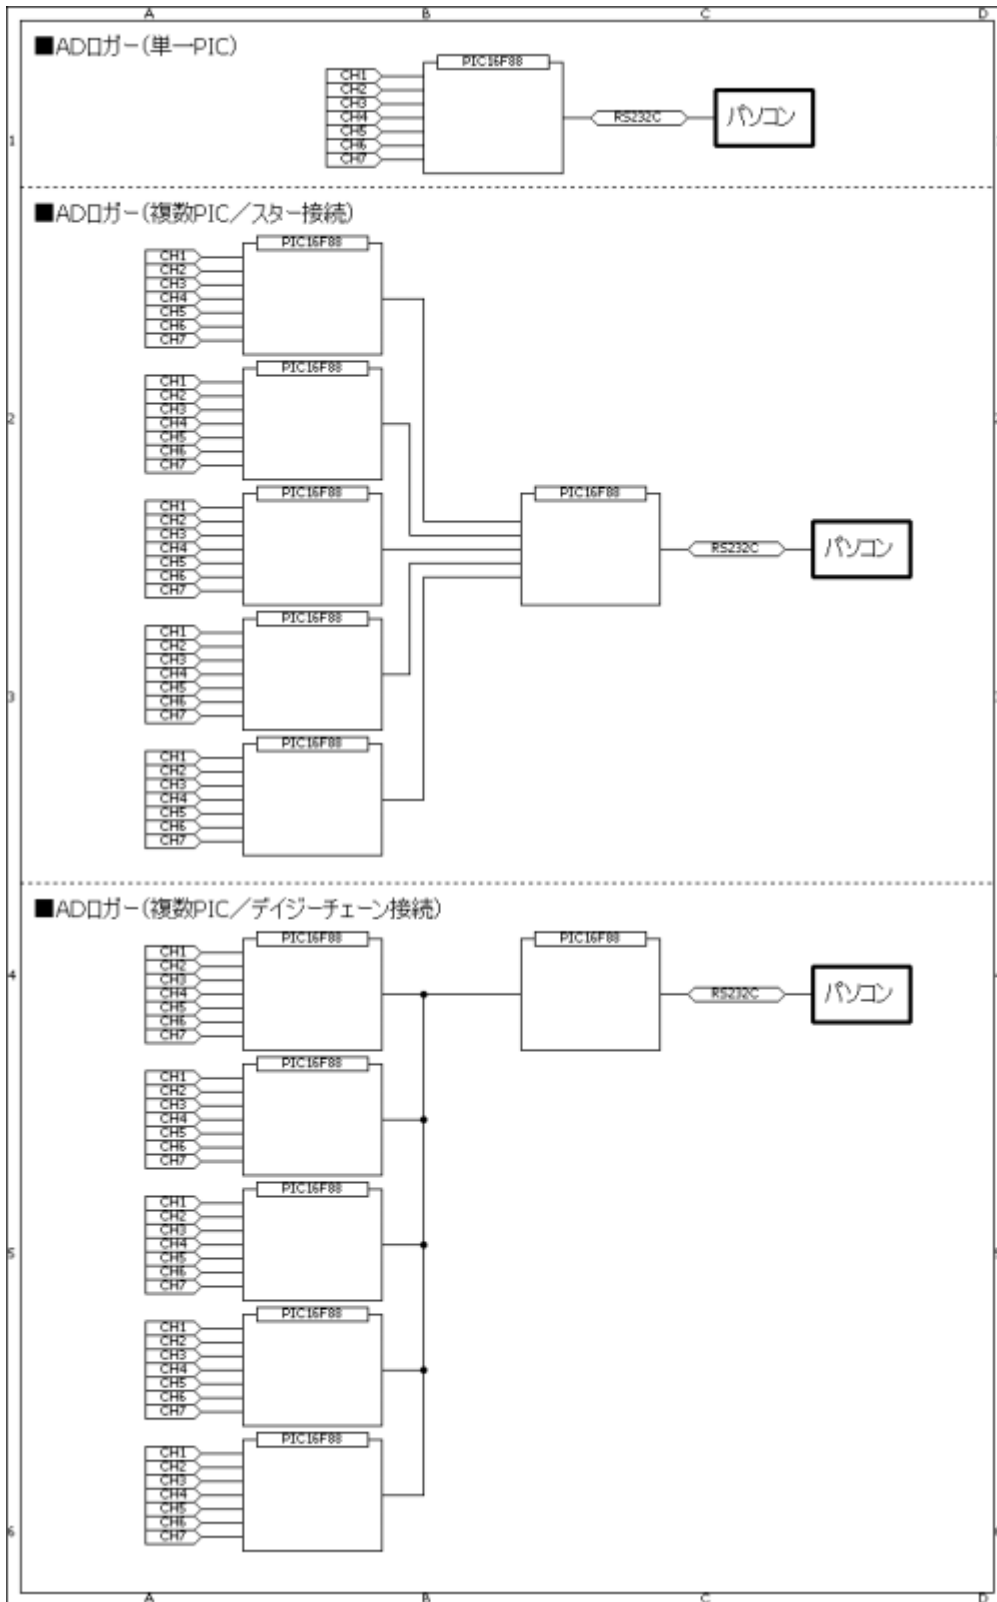 A B C D
■ADロガー(単一PIC)
PIC16F88
CH1
CH2
CH3
CH4
CH5
CH6
CH7
RS232C
パソコン
1
■ADロガー(複数PIC/スター接続)
PIC16F88
CH1
CH2
CH3
CH4
CH5
CH6
CH7
PIC16F88
CH1
CH2
CH3
CH4
CH5
CH6
CH7
2
PIC16F88
CH1
CH2
CH3
CH4
CH5
CH6
CH7
PIC16F88
RS232C
パソコン
PIC16F88
CH1
CH2
CH3
CH4
CH5
CH6
CH7
3
PIC16F88
CH1
CH2
CH3
CH4
CH5
CH6
CH7
■ADロガー(複数PIC/デイジーチェーン接続)
PIC16F88
CH1
CH2
CH3
CH4
CH5
CH6
CH7
PIC16F88
RS232C
パソコン
4
PIC16F88
CH1
CH2
CH3
CH4
CH5
CH6
CH7
PIC16F88
CH1
CH2
CH3
CH4
CH5
CH6
CH7
5
PIC16F88
CH1
CH2
CH3
CH4
CH5
CH6
CH7
PIC16F88
CH1
CH2
CH3
CH4
CH5
CH6
CH7
6
A B C D